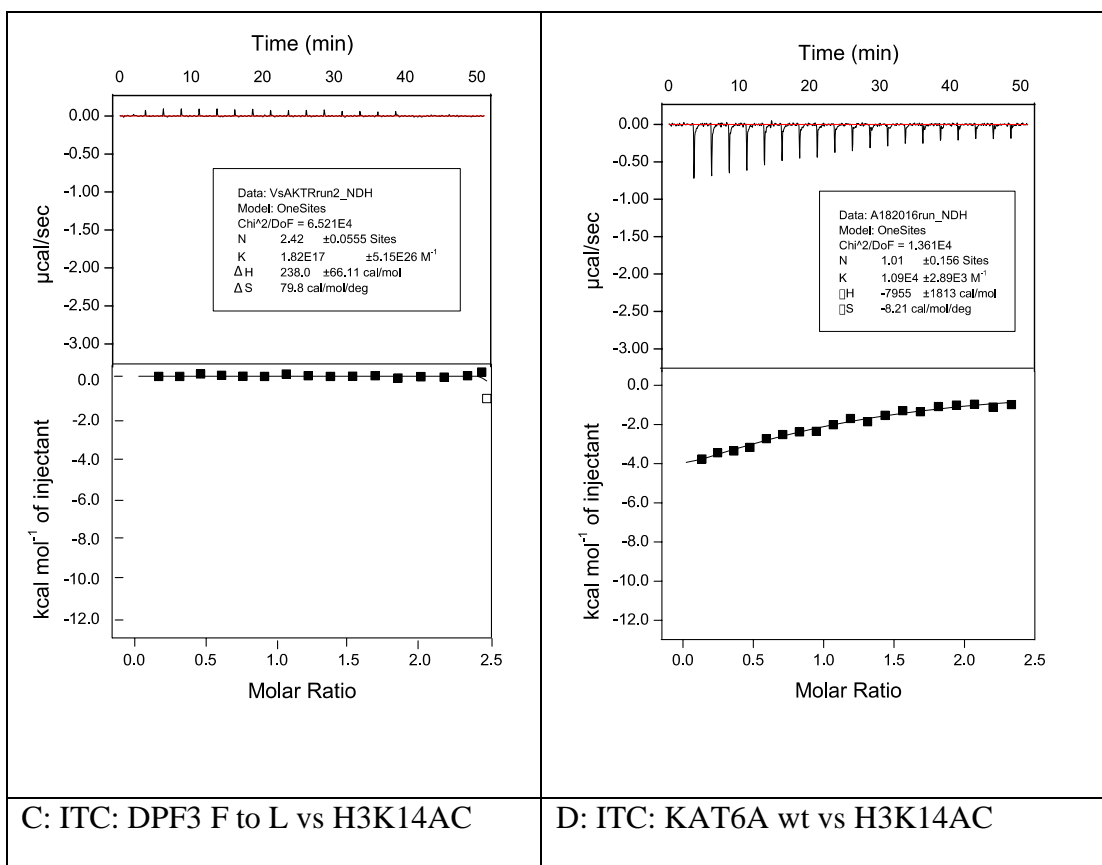 Time (min)
0 10 20 30 40 50
0.00
-0.50
-1.00
-1.50
-2.00
-2.50
-3.00
µcal/sec
Data: VsAKTRrun2_NDH
Model: OneSites
Chi^2/DoF = 6.521E4
N 2.42 ±0.0555 Sites
K 1.82E17 ±5.15E26 M⁻¹
Δ H 238.0 ±66.11 cal/mol
Δ S 79.8 cal/mol/deg
0.0
-2.0
-4.0
-6.0
-8.0
-10.0
-12.0
kcal mol⁻¹ of injectant
0.0 0.5 1.0 1.5 2.0 2.5
Molar Ratio
C: ITC: DPF3 F to L vs H3K14AC
Time (min)
0 10 20 30 40 50
0.00
-0.50
-1.00
-1.50
-2.00
-2.50
-3.00
µcal/sec
Data: A182016run_NDH
Model: OneSites
Chi^2/DoF = 1.361E4
N 1.01 ±0.156 Sites
K 1.09E4 ±2.89E3 M⁻¹
▯H -7955 ±1813 cal/mol
▯S -8.21 cal/mol/deg
0.0
-2.0
-4.0
-6.0
-8.0
-10.0
-12.0
kcal mol⁻¹ of injectant
0.0 0.5 1.0 1.5 2.0 2.5
Molar Ratio
D: ITC: KAT6A wt vs H3K14AC